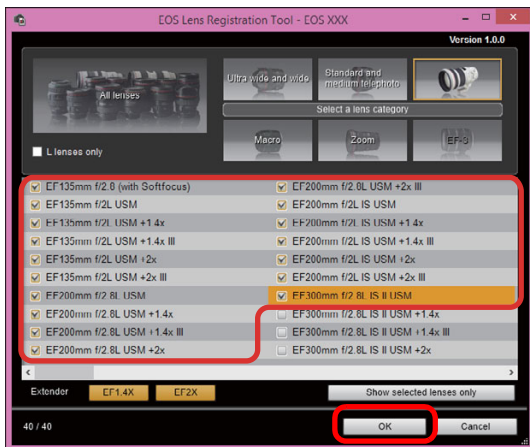 EOS Lens Registration Tool - EOS XXX
Version 1.0.0
All lenses
Ultra wide and wide
Standard and
medium telephoto
Select a lens category
L lenses only
Macro
Zoom
EF-S
EF135mm f/2.8 (with Softfocus)
EF135mm f/2L USM
EF135mm f/2L USM +1.4x
EF135mm f/2L USM +1.4x III
EF135mm f/2L USM +2x
EF135mm f/2L USM +2x III
EF200mm f/2.8L USM
EF200mm f/2.8L USM +1.4x
EF200mm f/2.8L USM +1.4x III
EF200mm f/2.8L USM +2x
EF200mm f/2.8L USM +2x III
EF200mm f/2L IS USM
EF200mm f/2L IS USM +1.4x
EF200mm f/2L IS USM +1.4x III
EF200mm f/2L IS USM +2x
EF200mm f/2L IS USM +2x III
EF300mm f/2.8L IS II USM
EF300mm f/2.8L IS II USM +1.4x
EF300mm f/2.8L IS II USM +1.4x III
EF300mm f/2.8L IS II USM +2x
Extender
EF1.4X
EF2X
Show selected lenses only
40 / 40
OK
Cancel